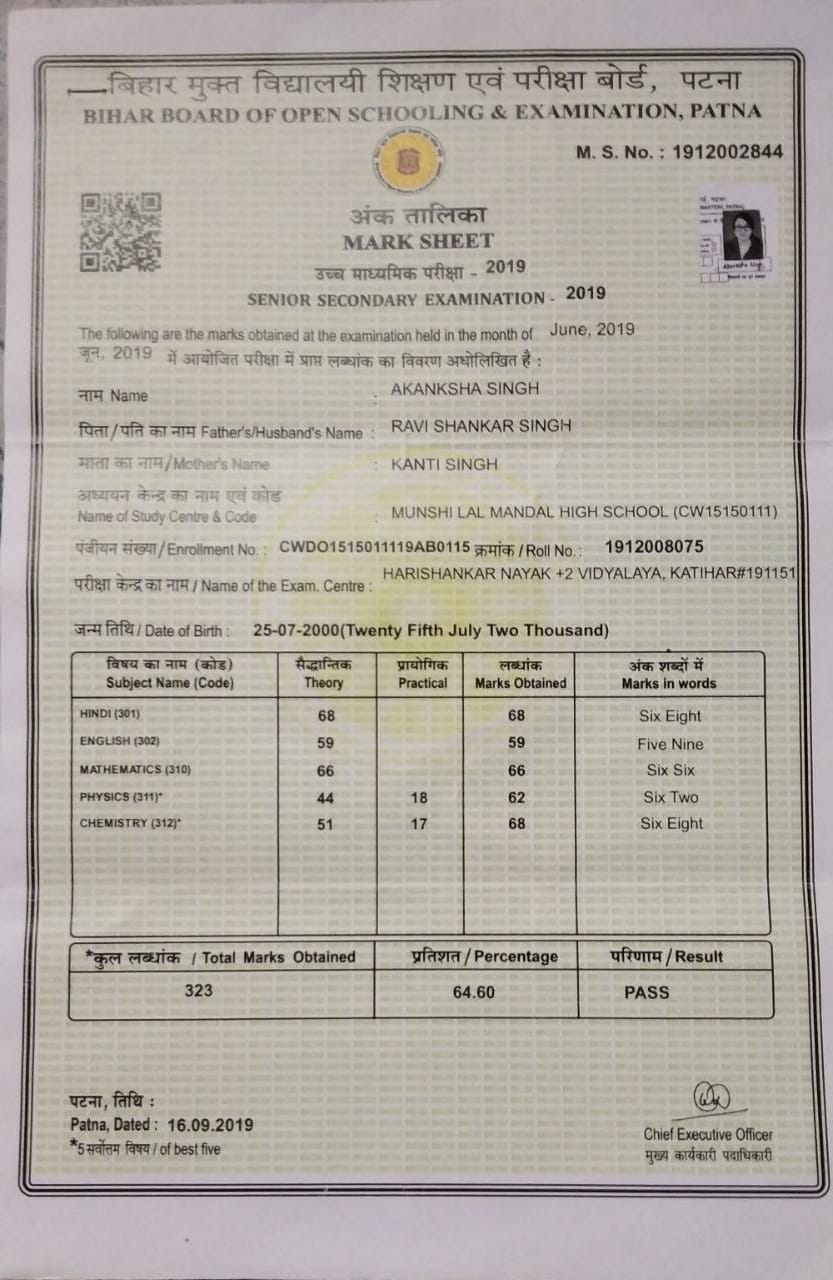 बिहार मुक्त विद्यालयी शिक्षण एवं परीक्षा बोर्ड, पटना
BIHAR BOARD OF OPEN SCHOOLING & EXAMINATION, PATNA
M. S. No. : 1912002844
अंक तालिका
MARK SHEET
उच्च माध्यमिक परीक्षा - 2019
SENIOR SECONDARY EXAMINATION - 2019
The following are the marks obtained at the examination held in the month of June, 2019
जून, 2019 में आयोजित परीक्षा में प्राप्त लब्धांक का विवरण अधोलिखित है :
नाम Name : AKANKSHA SINGH
पिता/पति का नाम Father's/Husband's Name : RAVI SHANKAR SINGH
माता का नाम/Mother's Name : KANTI SINGH
अध्ययन केन्द्र का नाम एवं कोड
Name of Study Centre & Code : MUNSHI LAL MANDAL HIGH SCHOOL (CW15150111)
पंजीयन संख्या/Enrollment No. : CWDO1515011119AB0115 क्रमांक/Roll No. : 1912008075
परीक्षा केन्द्र का नाम/Name of the Exam. Centre : HARISHANKAR NAYAK +2 VIDYALAYA, KATIHAR#191151
जन्म तिथि/Date of Birth : 25-07-2000(Twenty Fifth July Two Thousand)
विषय का नाम (कोड) सैद्धान्तिक प्रायोगिक लब्धांक अंक शब्दों में
Subject Name (Code) Theory Practical Marks Obtained Marks in words
HINDI (301) 68 68 Six Eight
ENGLISH (302) 59 59 Five Nine
MATHEMATICS (310) 66 66 Six Six
PHYSICS (311)* 44 18 62 Six Two
CHEMISTRY (312)* 51 17 68 Six Eight
*कुल लब्धांक / Total Marks Obtained प्रतिशत/Percentage परिणाम/Result
323 64.60 PASS
पटना, तिथि :
Patna, Dated : 16.09.2019
*5 सर्वोत्तम विषय/of best five
Chief Executive Officer
मुख्य कार्यकारी पदाधिकारी